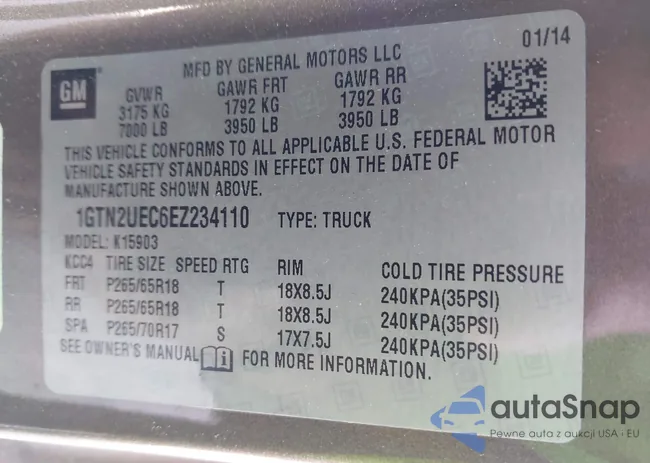 MFD BY GENERAL MOTORS LLC 01/14
GM
GVWR GAWR FRT GAWR RR
3175 KG 1792 KG 1792 KG
7000 LB 3950 LB 3950 LB
THIS VEHICLE CONFORMS TO ALL APPLICABLE U.S. FEDERAL MOTOR
VEHICLE SAFETY STANDARDS IN EFFECT ON THE DATE OF
MANUFACTURE SHOWN ABOVE.
1GTN2UEC6EZ234110 TYPE: TRUCK
MODEL: K15903
KCC4 TIRE SIZE SPEED RTG RIM COLD TIRE PRESSURE
FRT P265/65R18 T 18X8.5J 240KPA(35PSI)
RR P265/65R18 T 18X8.5J 240KPA(35PSI)
SPA P265/70R17 S 17X7.5J 240KPA(35PSI)
SEE OWNER'S MANUAL FOR MORE INFORMATION.
autaSnap
Pewne auta z aukcji USA - EU